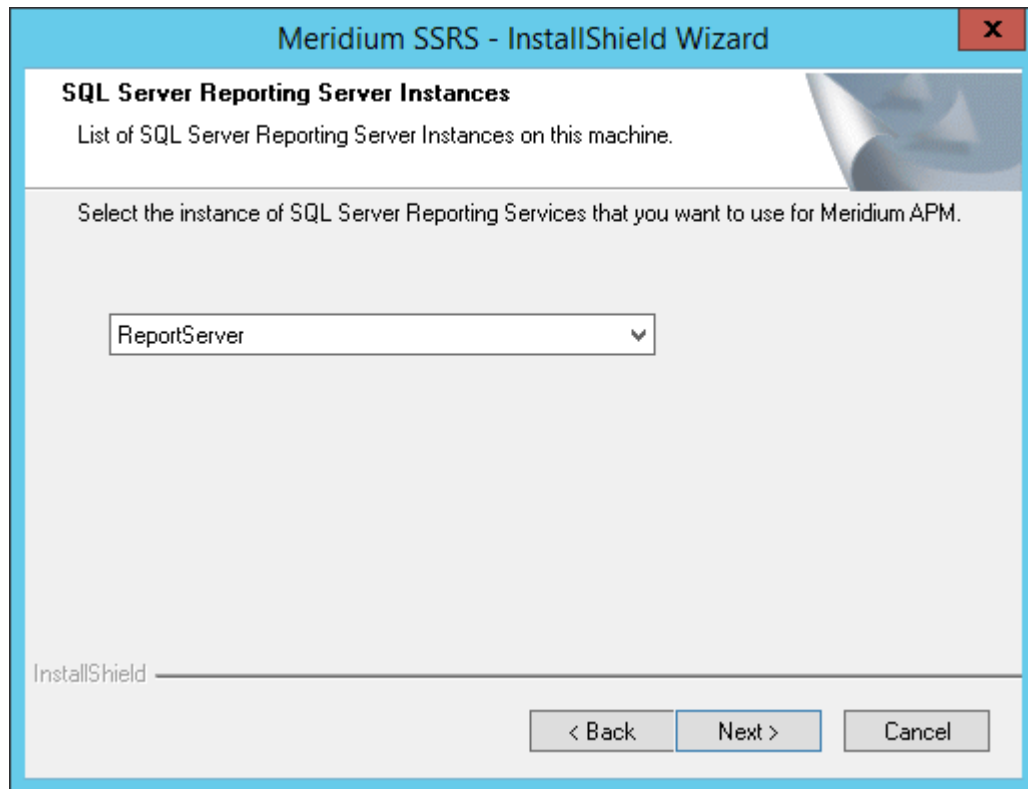 Meridium SSRS - InstallShield Wizard
x
SQL Server Reporting Server Instances
List of SQL Server Reporting Server Instances on this machine.
Select the instance of SQL Server Reporting Services that you want to use for Meridium APM.
ReportServer
InstallShield
< Back Next > Cancel